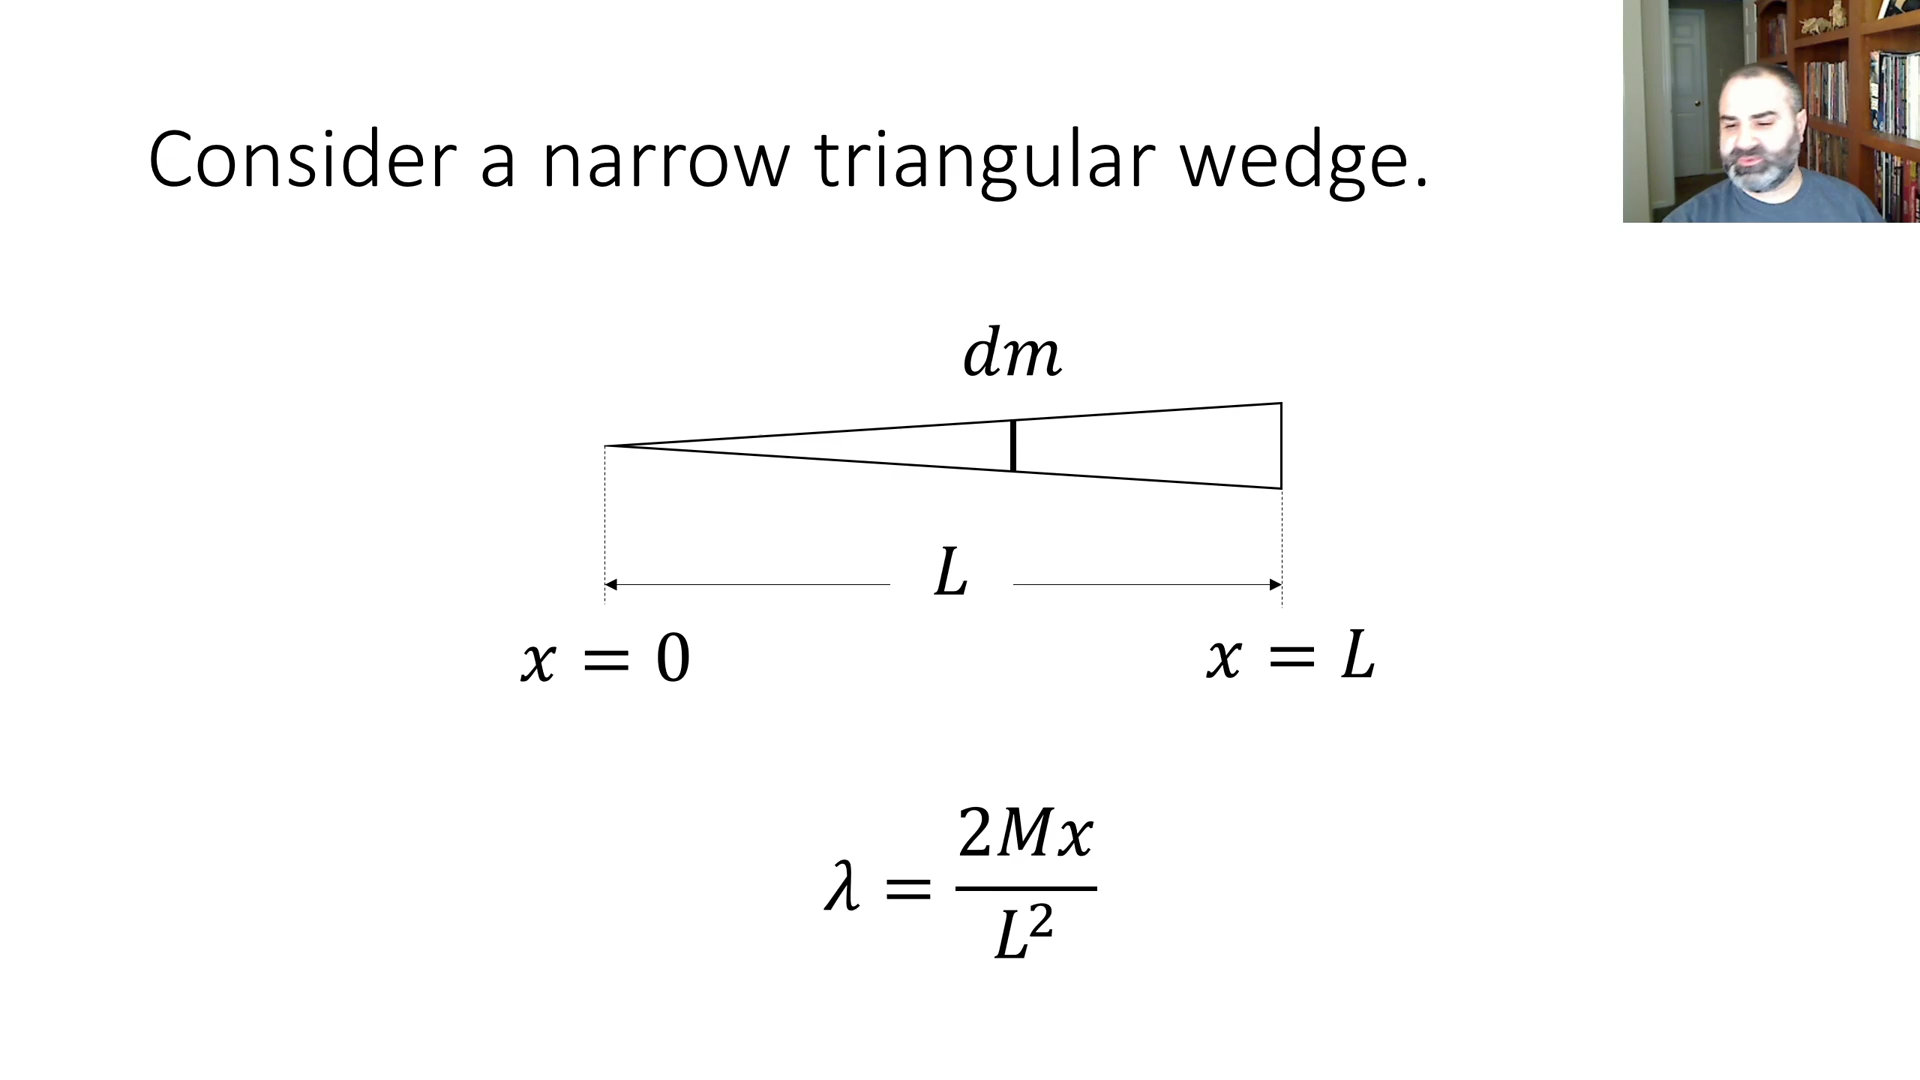 Consider a narrow triangular wedge.
dm
L
x = 0
x = L
λ = 2Mx / L²